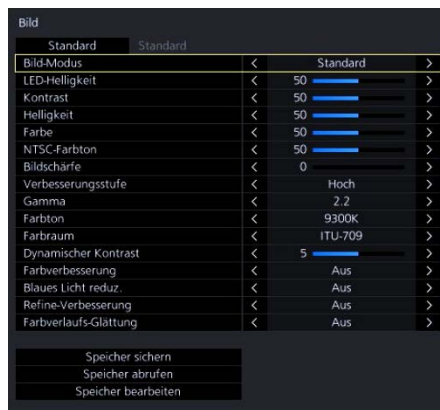 Bild
Standard Standard
Bild-Modus < Standard >
LED-Helligkeit < 50 >
Kontrast < 50 >
Helligkeit < 50 >
Farbe < 50 >
NTSC-Farbton < 50 >
Bildschärfe < 0 >
Verbesserungsstufe < Hoch >
Gamma < 2.2 >
Farbton < 9300K >
Farbraum < ITU-709 >
Dynamischer Kontrast < 5 >
Farbverbesserung < Aus >
Blaues Licht reduz. < Aus >
Refine-Verbesserung < Aus >
Farbverlaufs-Glättung < Aus >
Speicher sichern
Speicher abrufen
Speicher bearbeiten